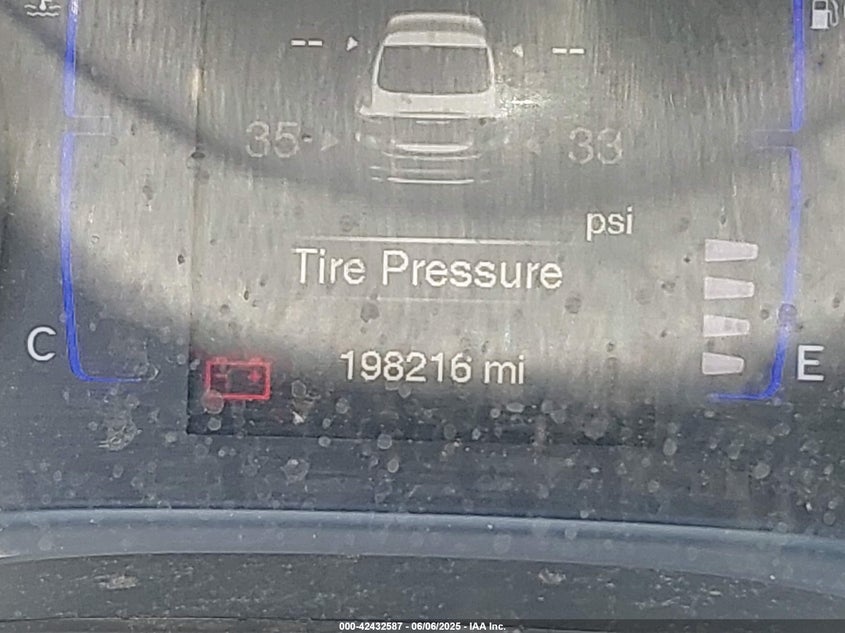 -- --
35 33
psi
Tire Pressure
C 198216 mi E
000-42432587 - 06/06/2025 - IAA Inc.